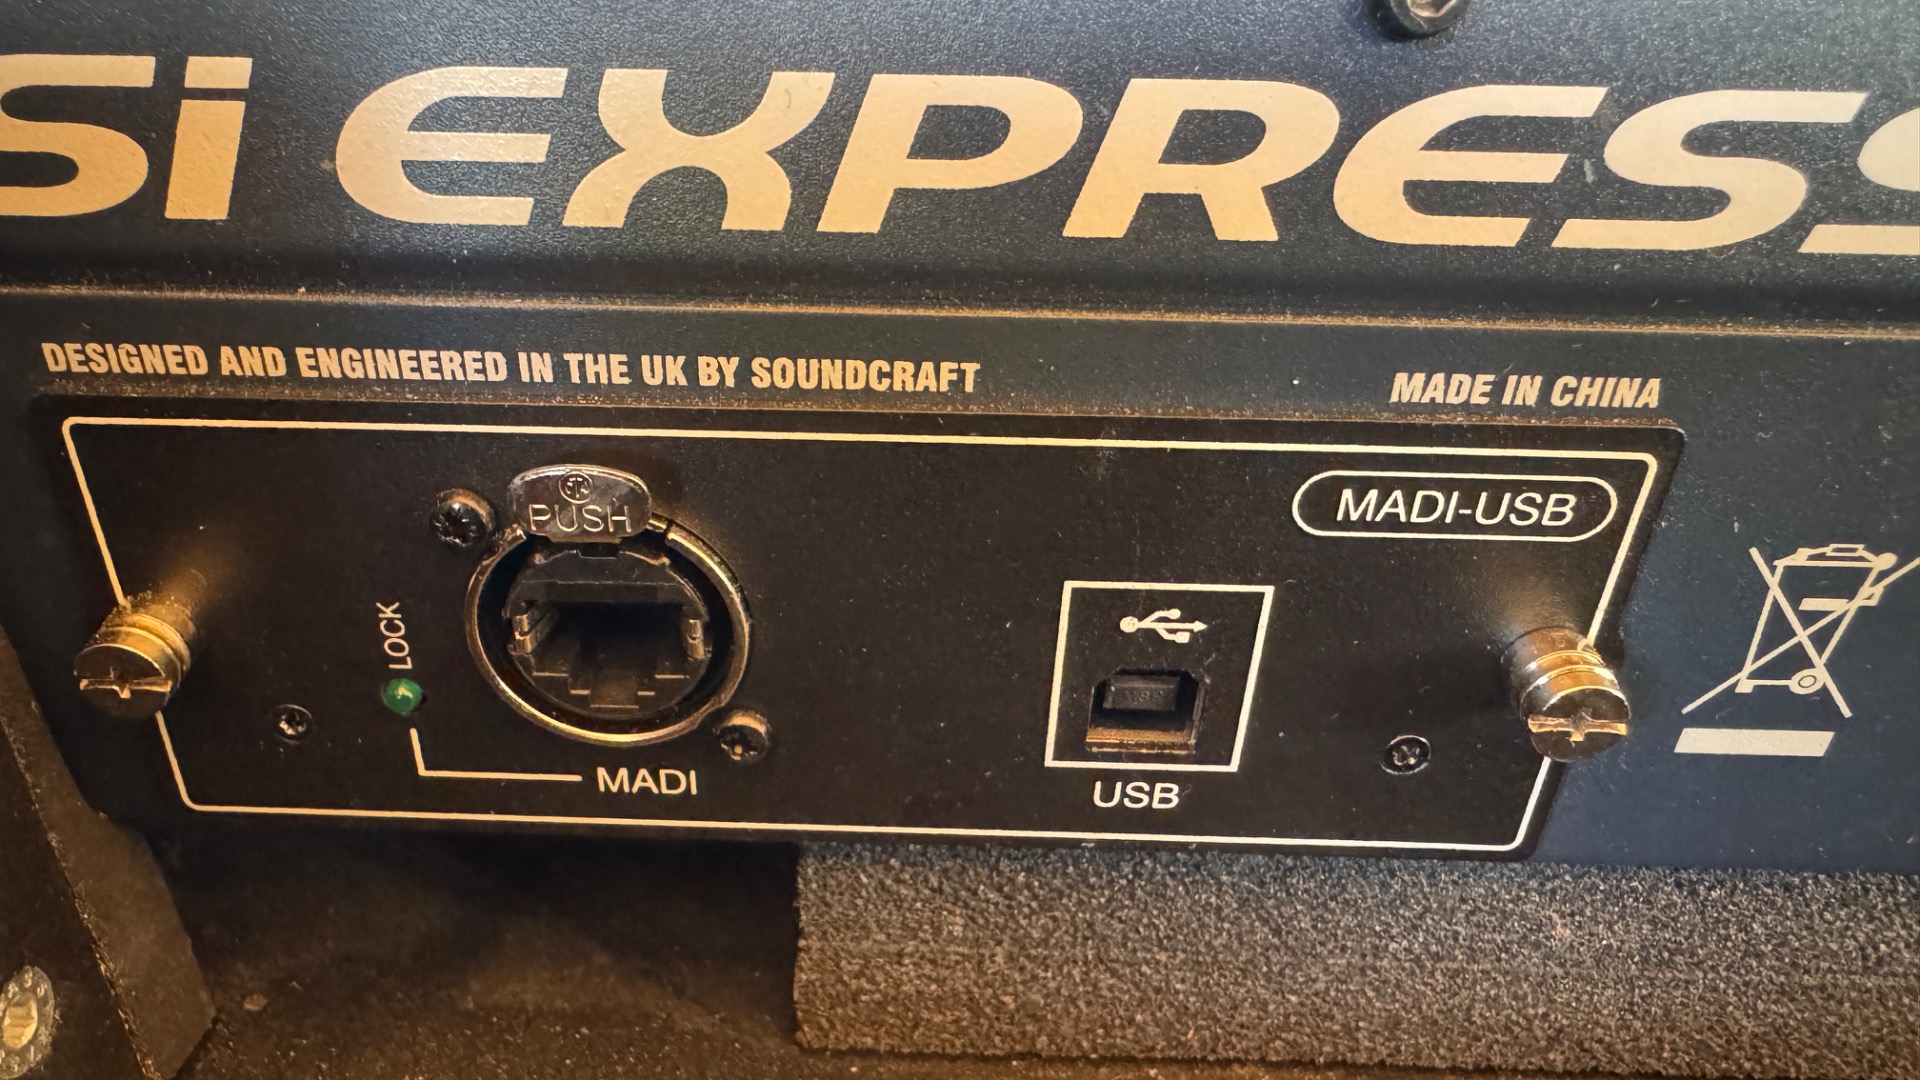 Si EXPRESS
DESIGNED AND ENGINEERED IN THE UK BY SOUNDCRAFT
MADE IN CHINA
MADI-USB
PUSH
LOCK
MADI
USB